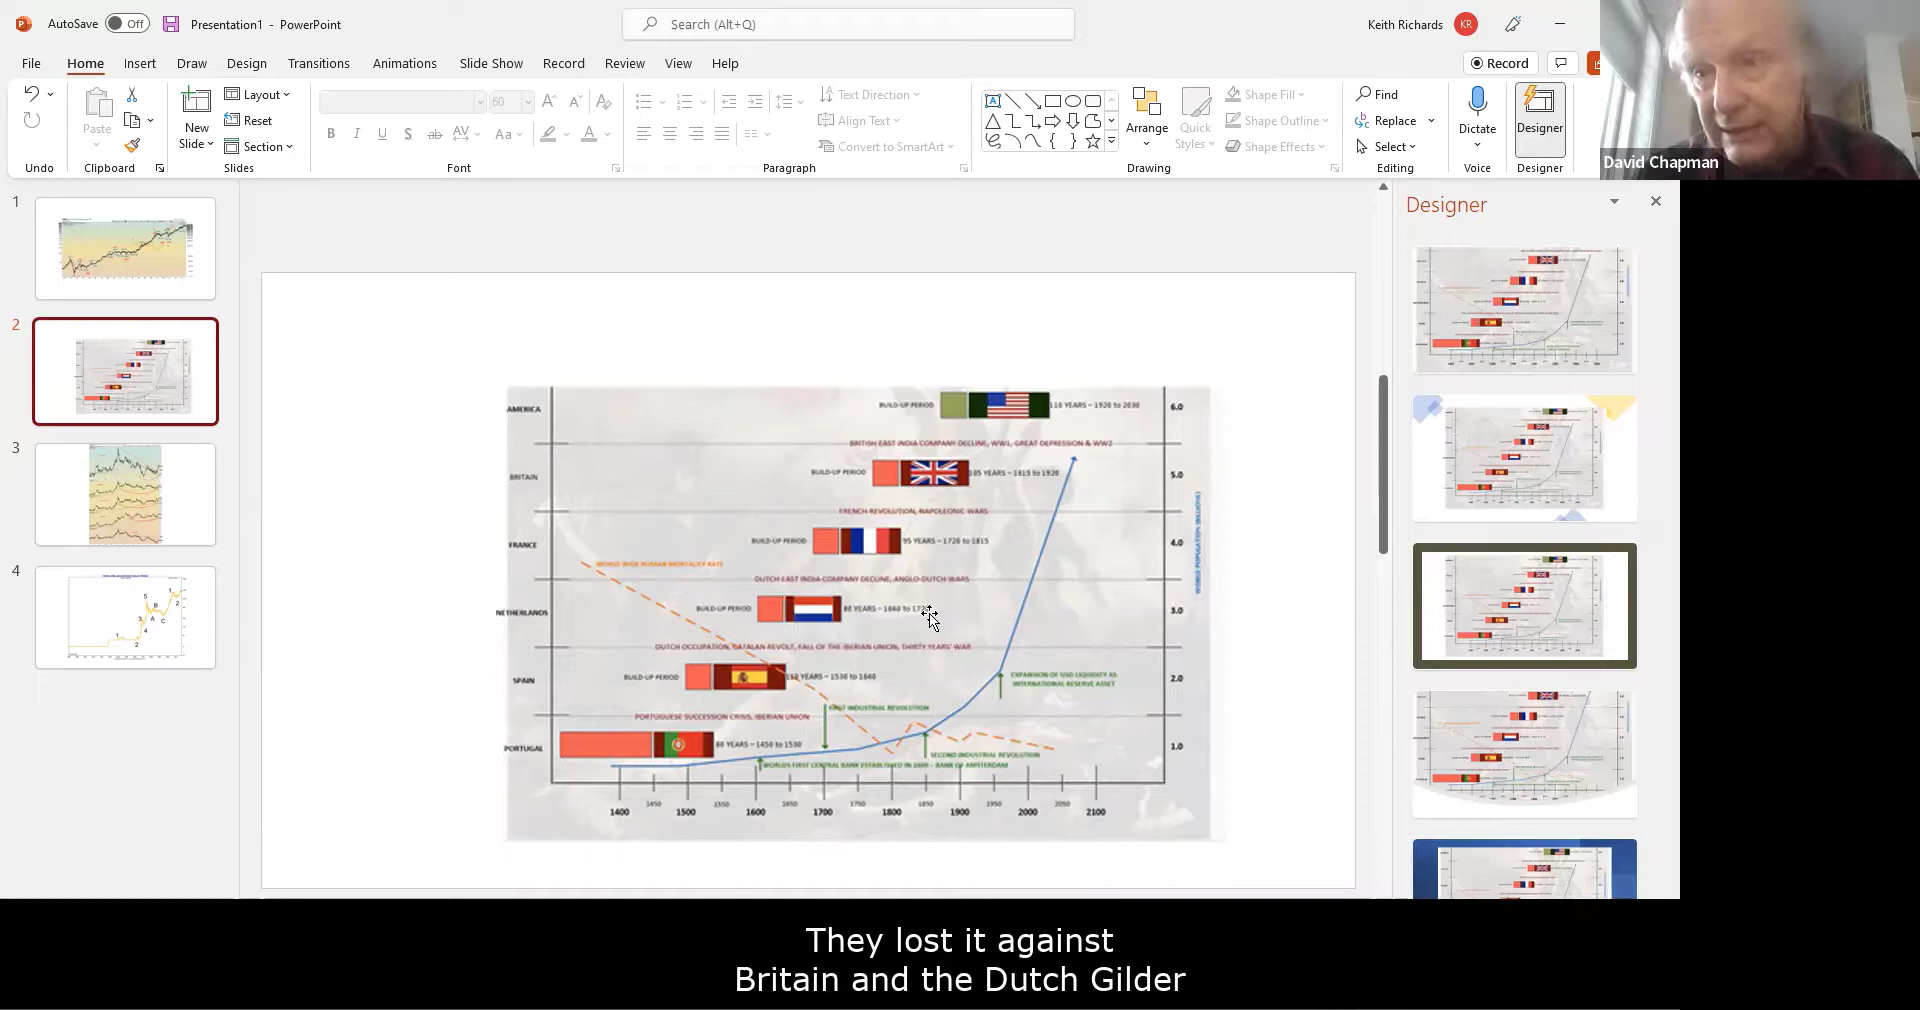 AutoSave Off Presentation1 - PowerPoint Search (Alt+Q) Keith Richards KR
File Home Insert Draw Design Transitions Animations Slide Show Record Review View Help Record
Paste New Slide Layout Reset Section 60 B I U S ab AV Aa A Text Direction Align Text Convert to SmartArt Arrange Quick Styles Shape Fill Shape Outline Shape Effects Find Replace Select Dictate Designer
Undo Clipboard Slides Font Paragraph Drawing Editing Voice Designer
David Chapman
1
2
3
4
Designer
AMERICA BUILD-UP PERIOD 110 YEARS – 1920 to 2030 6.0
BRITISH EAST INDIA COMPANY DECLINE, WW1, GREAT DEPRESSION & WW2
BRITAIN BUILD-UP PERIOD 105 YEARS – 1815 to 1920 5.0
FRENCH REVOLUTION, NAPOLEONIC WARS
FRANCE BUILD-UP PERIOD 95 YEARS – 1720 to 1815 4.0
WORLD WIDE HUMAN MORTALITY RATE
DUTCH EAST INDIA COMPANY DECLINE, ANGLO-DUTCH WARS
NETHERLANDS BUILD-UP PERIOD 80 YEARS – 1640 to 3.0
DUTCH OCCUPATION, CATALAN REVOLT, FALL OF THE IBERIAN UNION, THIRTY YEARS' WAR
SPAIN BUILD-UP PERIOD YEARS – 1530 to 1640 2.0
EXPANSION OF USD LIQUIDITY AS
INTERNATIONAL RESERVE ASSET
FIRST INDUSTRIAL REVOLUTION
PORTUGUESE SUCCESSION CRISIS, IBERIAN UNION
PORTUGAL 80 YEARS – 1450 to 1530 1.0
SECOND INDUSTRIAL REVOLUTION
WORLDS FIRST CENTRAL BANK ESTABLISHED IN 1609 – BANK OF AMSTERDAM
WORLD POPULATION (BILLIONS)
1400 1450 1500 1550 1600 1650 1700 1750 1800 1850 1900 1950 2000 2050 2100
They lost it against
Britain and the Dutch Gilder